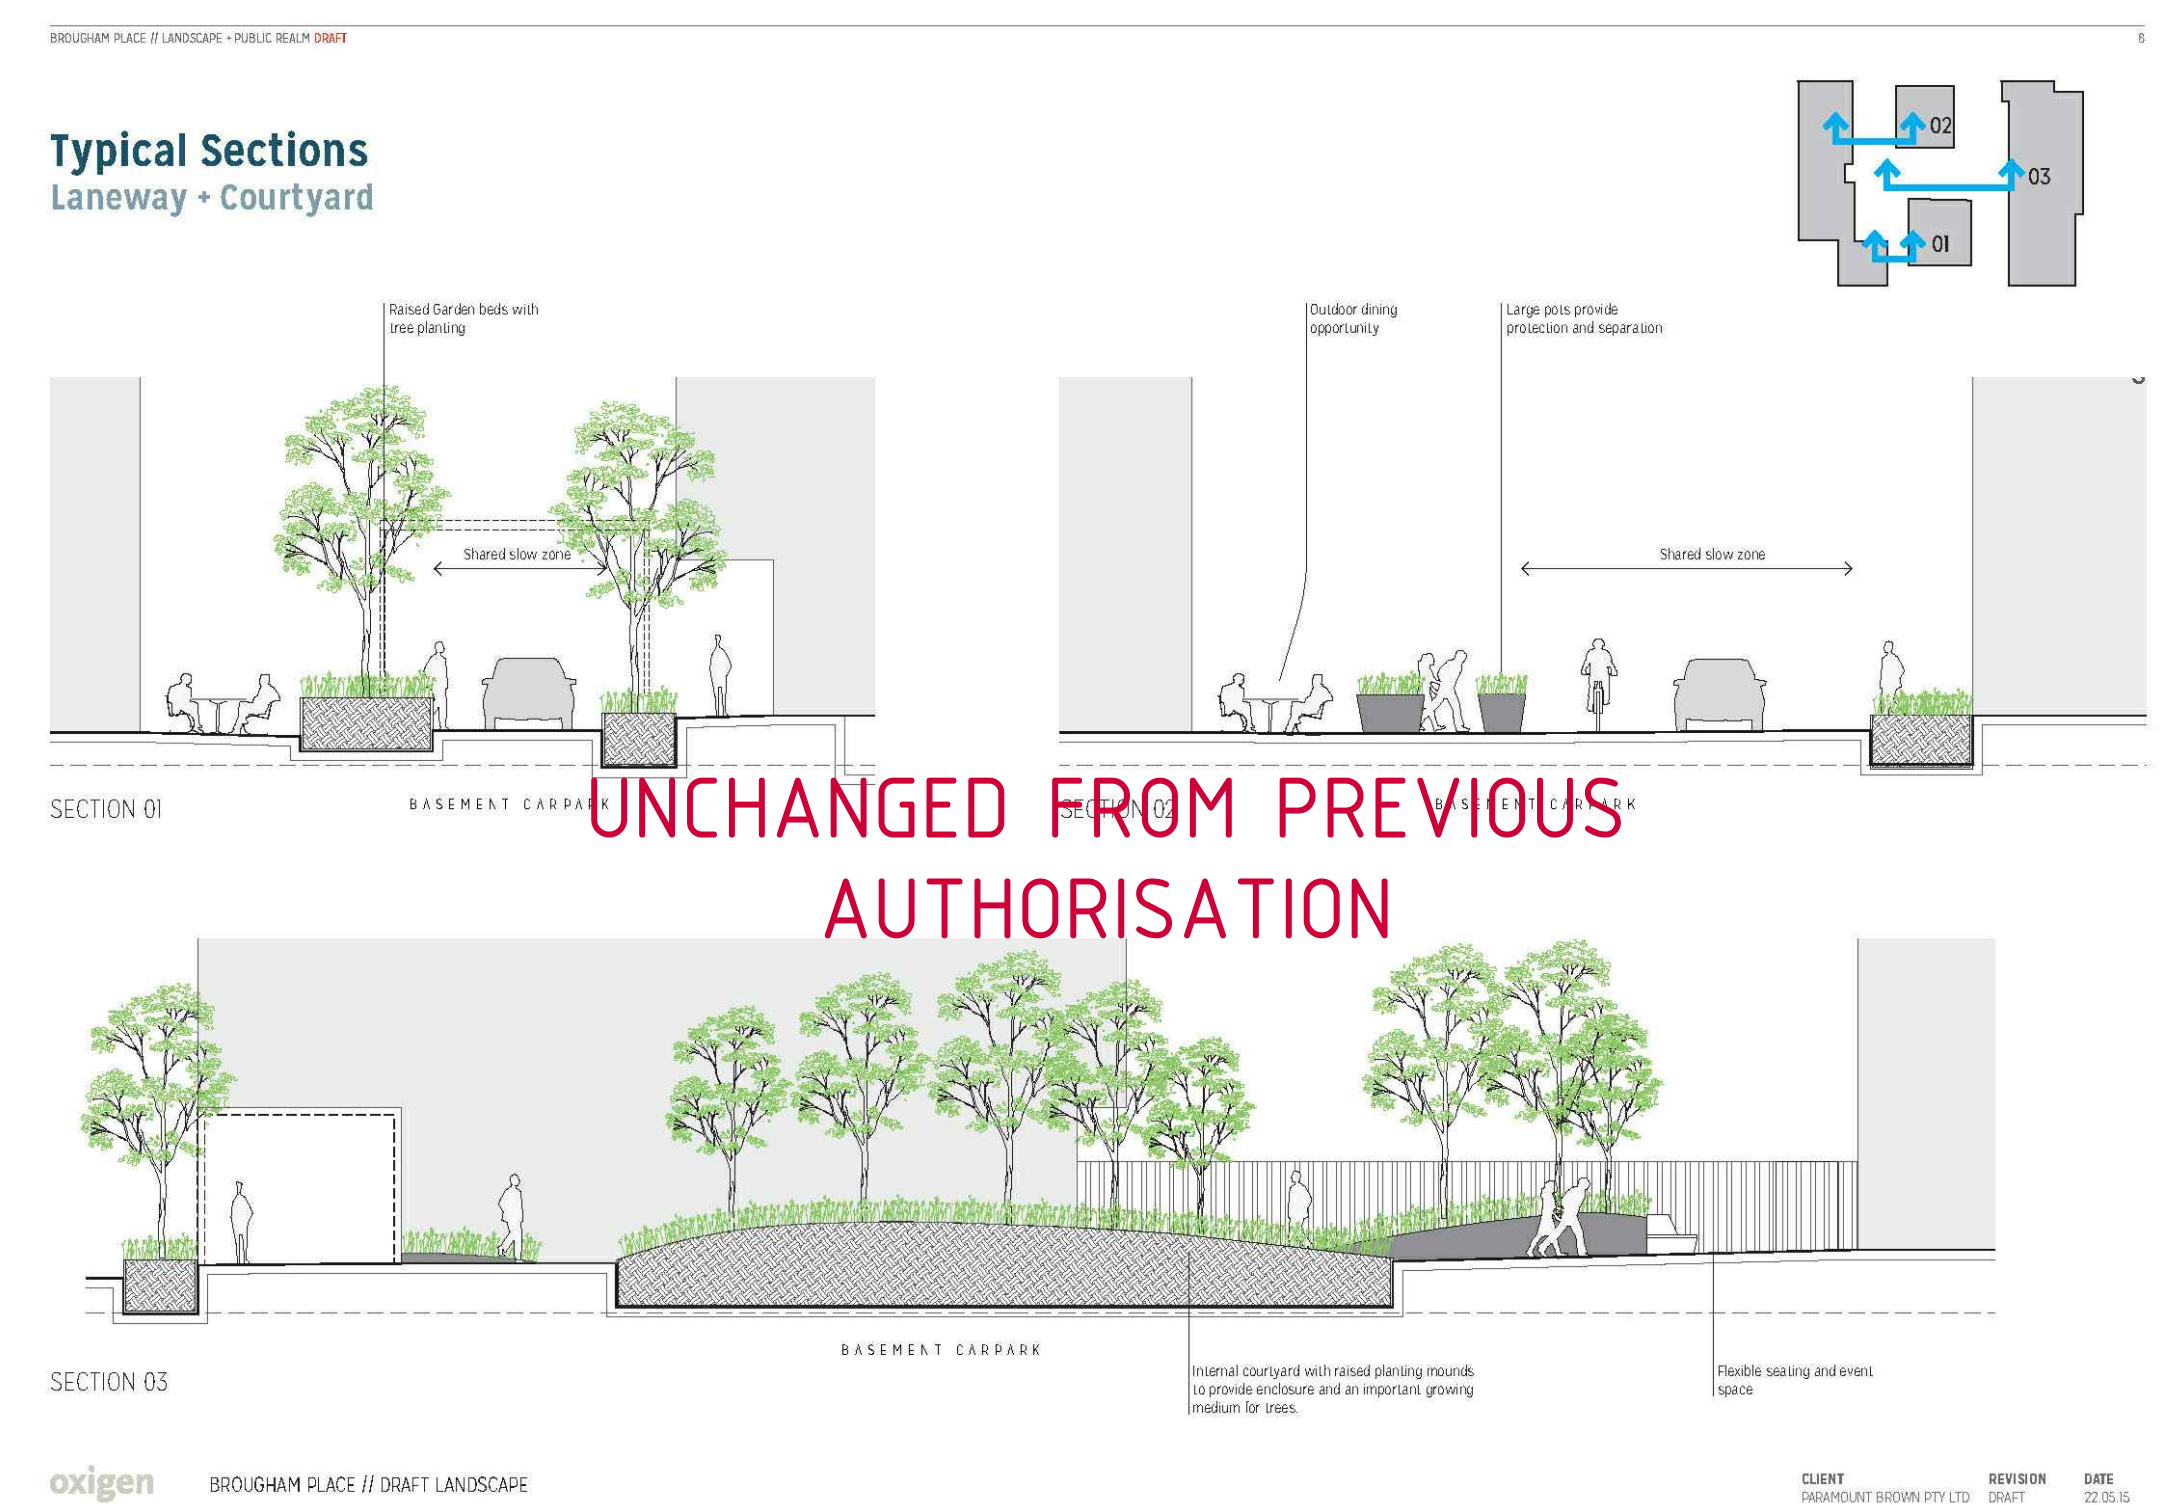 BROUGHAM PLACE // LANDSCAPE + PUBLIC REALM DRAFT
6
Typical Sections
Laneway + Courtyard
02
03
01
Raised Garden beds with
tree planting
Outdoor dining
opportunity
Large pots provide
protection and separation
Shared slow zone
Shared slow zone
SECTION 01
BASEMENT CARPARK
SECTION 02
BASEMENT CARPARK
UNCHANGED FROM PREVIOUS
AUTHORISATION
BASEMENT CARPARK
SECTION 03
Internal courtyard with raised planting mounds
to provide enclosure and an important growing
medium for trees.
Flexible seating and event
space
oxigen
BROUGHAM PLACE // DRAFT LANDSCAPE
CLIENT
PARAMOUNT BROWN PTY LTD
REVISION
DRAFT
DATE
22.05.15